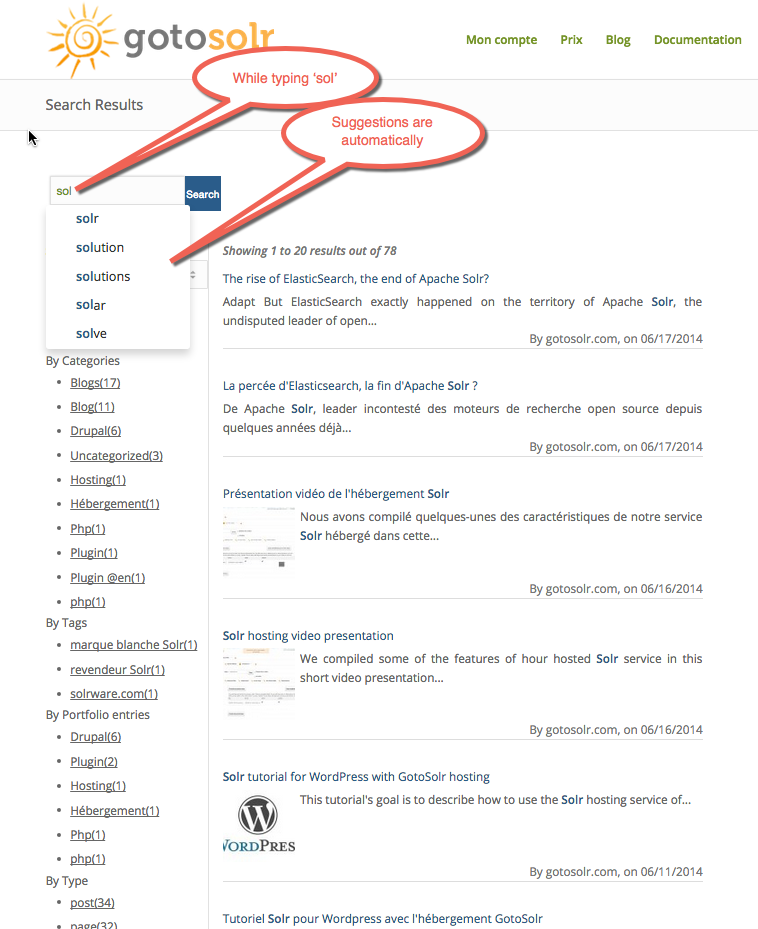 gotosolr
Mon compte Prix Blog Documentation
While typing ‘sol’
Search Results
Suggestions are
automatically
sol
Search
solr
solution
solutions
solar
solve
Showing 1 to 20 results out of 78
The rise of ElasticSearch, the end of Apache Solr?
Adapt But ElasticSearch exactly happened on the territory of Apache Solr, the
undisputed leader of open...
By gotosolr.com, on 06/17/2014
La percée d'Elasticsearch, la fin d'Apache Solr ?
De Apache Solr, leader incontesté des moteurs de recherche open source depuis
quelques années déjà...
By gotosolr.com, on 06/17/2014
Présentation vidéo de l'hébergement Solr
Nous avons compilé quelques-unes des caractéristiques de notre service
Solr hébergé dans cette...
By gotosolr.com, on 06/16/2014
Solr hosting video presentation
We compiled some of the features of hour hosted Solr service in this
short video presentation...
By gotosolr.com, on 06/16/2014
Solr tutorial for WordPress with GotoSolr hosting
This tutorial's goal is to describe how to use the Solr hosting service of...
WORDPRES
By gotosolr.com, on 06/11/2014
Tutoriel Solr pour Wordpress avec l'hébergement GotoSolr
By Categories
Blogs(17)
Blog(11)
Drupal(6)
Uncategorized(3)
Hosting(1)
Hébergement(1)
Php(1)
Plugin(1)
Plugin @en(1)
php(1)
By Tags
marque blanche Solr(1)
revendeur Solr(1)
solrware.com(1)
By Portfolio entries
Drupal(6)
Plugin(2)
Hosting(1)
Hébergement(1)
Php(1)
php(1)
By Type
post(34)
page(32)